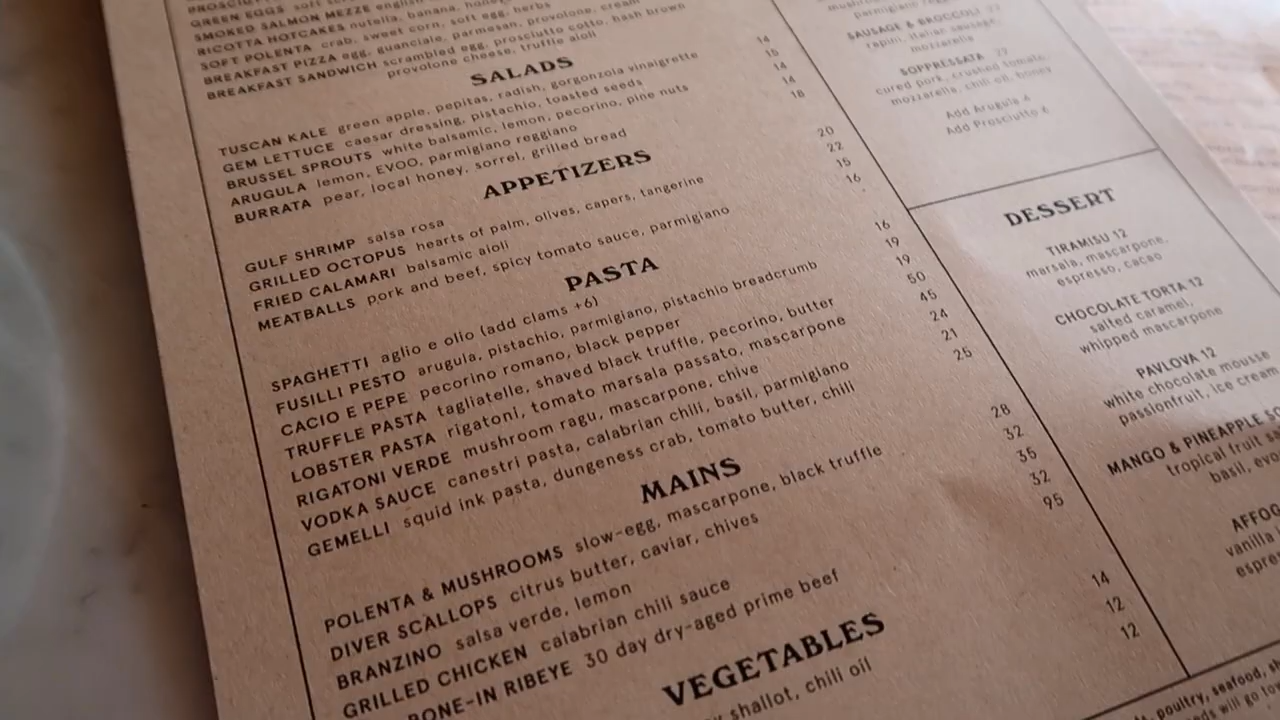 GREEN EGGS
SMOKED SALMON MEZZE english
RICOTTA HOTCAKES nutella, banana,
SOFT POLENTA crab, sweet corn, soft egg, herbs
BREAKFAST PIZZA egg, guanciale, parmesan, provolone, cream
BREAKFAST SANDWICH scrambled egg, prosciutto cotto, hash brown
provolone cheese, truffle aioli
SALADS
TUSCAN KALE green apple, pepitas, radish, gorgonzola vinaigrette 14
GEM LETTUCE caesar dressing, pistachio, toasted seeds 15
BRUSSEL SPROUTS white balsamic, lemon, pecorino, pine nuts 14
ARUGULA lemon, EVOO, parmigiano reggiano 14
BURRATA pear, local honey, sorrel, grilled bread 18
APPETIZERS
GULF SHRIMP salsa rosa 20
GRILLED OCTOPUS hearts of palm, olives, capers, tangerine 22
FRIED CALAMARI balsamic aioli 15
MEATBALLS pork and beef, spicy tomato sauce, parmigiano 16
PASTA
SPAGHETTI aglio e olio (add clams +6) 16
FUSILLI PESTO arugula, pistachio, parmigiano, pistachio breadcrumb 19
CACIO E PEPE pecorino romano, black pepper 19
TRUFFLE PASTA tagliatelle, shaved black truffle, pecorino, butter 50
LOBSTER PASTA rigatoni, tomato marsala passato, mascarpone 45
RIGATONI VERDE mushroom ragu, mascarpone, chive 24
VODKA SAUCE canestri pasta, calabrian chili, basil, parmigiano 21
GEMELLI squid ink pasta, dungeness crab, tomato butter, chili 25
MAINS
POLENTA & MUSHROOMS slow-egg, mascarpone, black truffle 28
DIVER SCALLOPS citrus butter, caviar, chives 32
BRANZINO salsa verde, lemon 35
GRILLED CHICKEN calabrian chili sauce 32
BONE-IN RIBEYE 30 day dry-aged prime beef 95
VEGETABLES
shallot, chili oil 14
12
12
parmigiano
SAUSAGE & BROCCOLI 22
rapini, italian sausage,
mozzarella
SOPPRESSATA 22
cured pork, crushed tomato,
mozzarella, chili oil, honey
Add Arugula 4
Add Prosciutto 6
DESSERT
TIRAMISU 12
marsala, mascarpone,
espresso, cacao
CHOCOLATE TORTA 12
salted caramel,
whipped mascarpone
PAVLOVA 12
white chocolate mousse
passionfruit, ice cream
MANGO & PINEAPPLE
tropical fruit
basil, evo
AFFOG
vanilla
espre
poultry, seafood,
will go